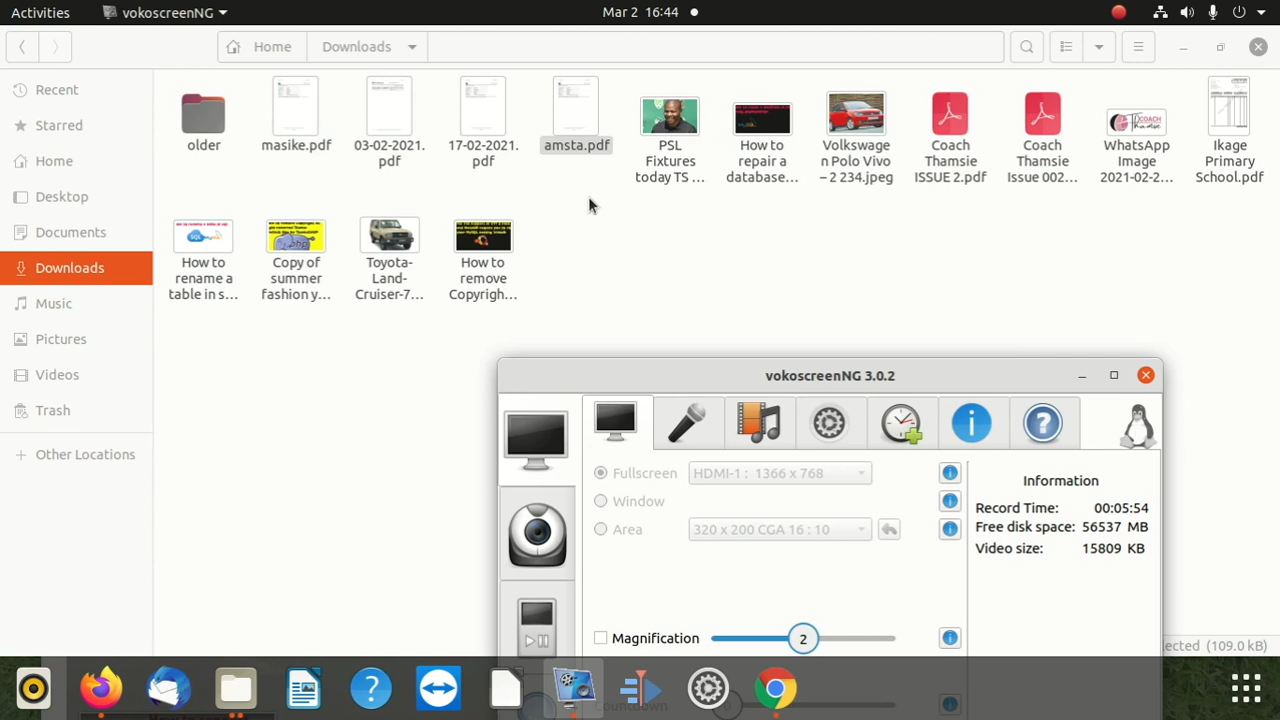 Activities
vokoscreenNG
Mar 2 16:44
Home
Downloads
Recent
Starred
Home
Desktop
Documents
Downloads
Music
Pictures
Videos
Trash
Other Locations
older
masike.pdf
03-02-2021.
pdf
17-02-2021.
pdf
amsta.pdf
PSL
Fixtures
today TS ...
How to
repair a
database...
Volkswage
n Polo Vivo
– 2 234.jpeg
Coach
Thamsie
ISSUE 2.pdf
Coach
Thamsie
Issue 002...
WhatsApp
Image
2021-02-2...
Ikage
Primary
School.pdf
How to
rename a
table in s...
Copy of
summer
fashion y...
Toyota-
Land-
Cruiser-7...
How to
remove
Copyrigh...
vokoscreenNG 3.0.2
Fullscreen
HDMI-1 : 1366 x 768
Window
Area
320 x 200 CGA 16 : 10
Magnification
2
Countdown
Information
Record Time: 00:05:54
Free disk space: 56537 MB
Video size: 15809 KB
ected (109.0 kB)